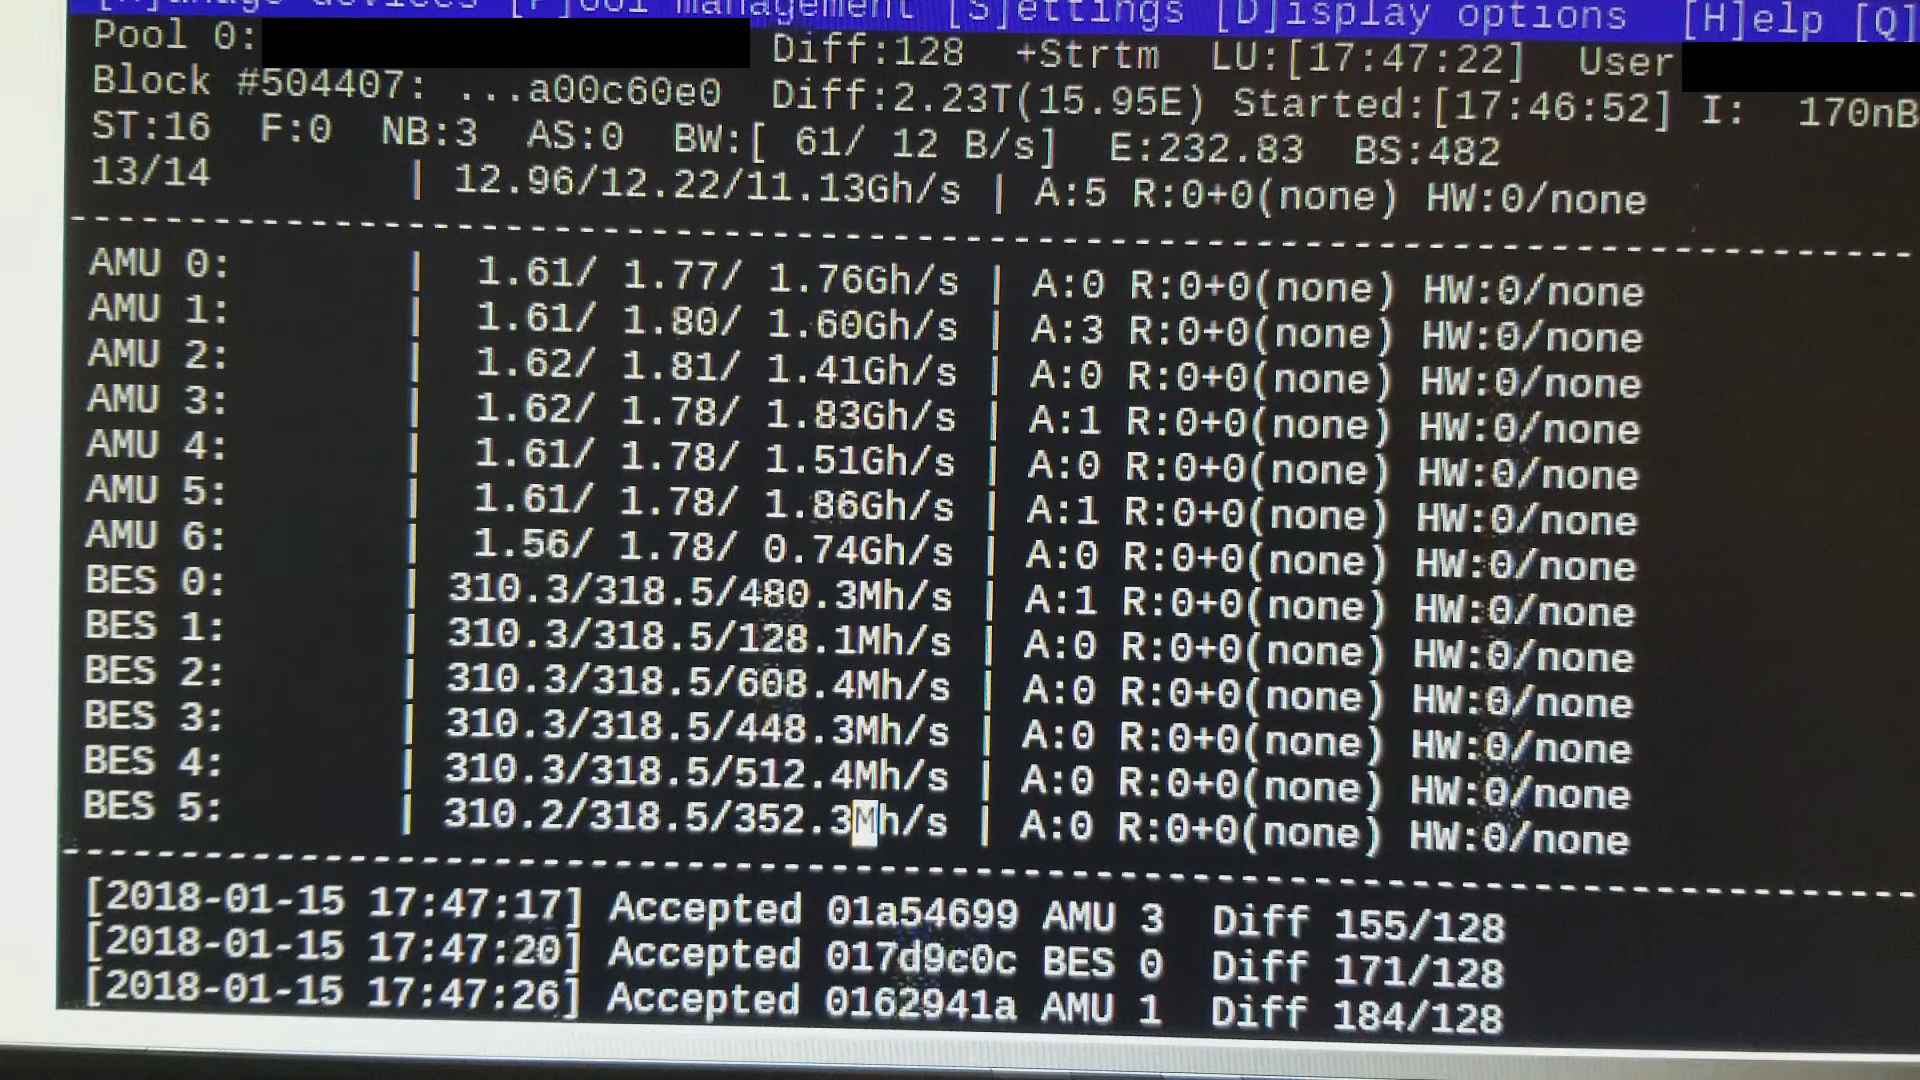 [M]anage devices [P]ool management [S]ettings [D]isplay options [H]elp [Q]
Pool 0: Diff:128 +Strtm LU:[17:47:22] User
Block #504407: ...a00c60e0 Diff:2.23T(15.95E) Started:[17:46:52] I: 170nB
ST:16 F:0 NB:3 AS:0 BW:[ 61/ 12 B/s] E:232.83 BS:482
13/14 | 12.96/12.22/11.13Gh/s | A:5 R:0+0(none) HW:0/none
AMU 0: | 1.61/ 1.77/ 1.76Gh/s | A:0 R:0+0(none) HW:0/none
AMU 1: | 1.61/ 1.80/ 1.60Gh/s | A:3 R:0+0(none) HW:0/none
AMU 2: | 1.62/ 1.81/ 1.41Gh/s | A:0 R:0+0(none) HW:0/none
AMU 3: | 1.62/ 1.78/ 1.83Gh/s | A:1 R:0+0(none) HW:0/none
AMU 4: | 1.61/ 1.78/ 1.51Gh/s | A:0 R:0+0(none) HW:0/none
AMU 5: | 1.61/ 1.78/ 1.86Gh/s | A:1 R:0+0(none) HW:0/none
AMU 6: | 1.56/ 1.78/ 0.74Gh/s | A:0 R:0+0(none) HW:0/none
BES 0: | 310.3/318.5/480.3Mh/s | A:1 R:0+0(none) HW:0/none
BES 1: | 310.3/318.5/128.1Mh/s | A:0 R:0+0(none) HW:0/none
BES 2: | 310.3/318.5/608.4Mh/s | A:0 R:0+0(none) HW:0/none
BES 3: | 310.3/318.5/448.3Mh/s | A:0 R:0+0(none) HW:0/none
BES 4: | 310.3/318.5/512.4Mh/s | A:0 R:0+0(none) HW:0/none
BES 5: | 310.2/318.5/352.3Mh/s | A:0 R:0+0(none) HW:0/none
[2018-01-15 17:47:17] Accepted 01a54699 AMU 3 Diff 155/128
[2018-01-15 17:47:20] Accepted 017d9c0c BES 0 Diff 171/128
[2018-01-15 17:47:26] Accepted 0162941a AMU 1 Diff 184/128